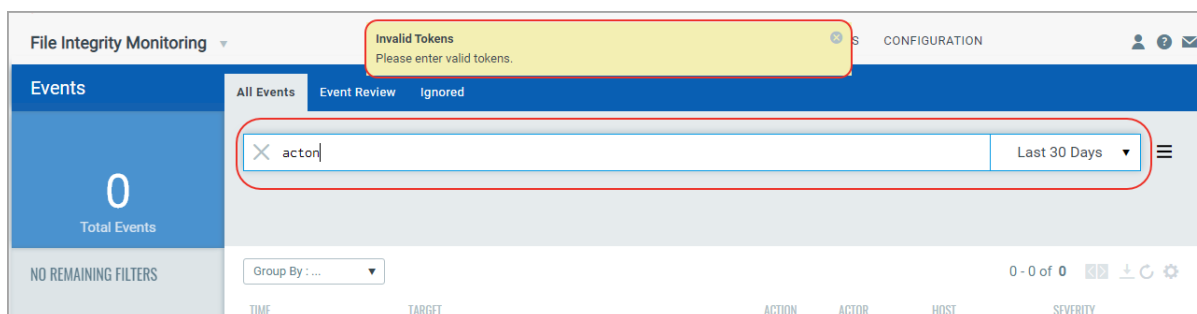 File Integrity Monitoring
Invalid Tokens
Please enter valid tokens.
S CONFIGURATION
Events
All Events Event Review Ignored
acton Last 30 Days
0
Total Events
NO REMAINING FILTERS
Group By : ... 0 - 0 of 0
TIME TARGET ACTION ACTOR HOST SEVERITY